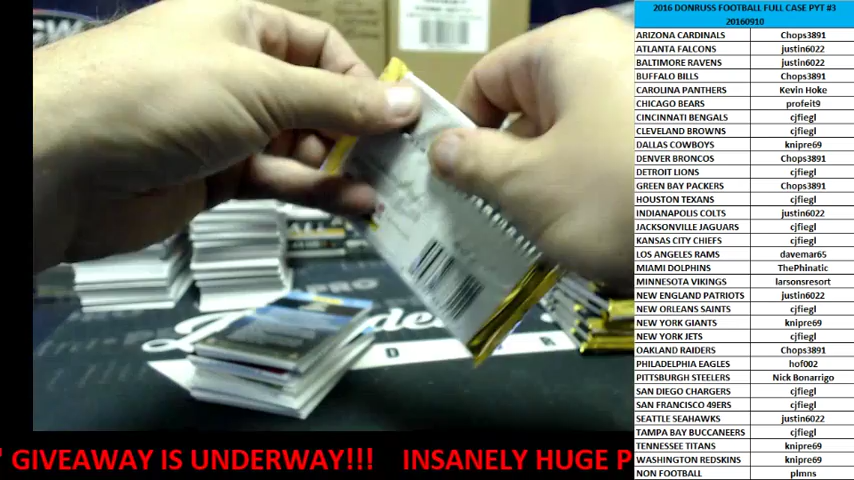 2016 DONRUSS FOOTBALL FULL CASE PYT #3
20160910
ARIZONA CARDINALS Chops3891
ATLANTA FALCONS justin6022
BALTIMORE RAVENS justin6022
BUFFALO BILLS Chops3891
CAROLINA PANTHERS Kevin Hoke
CHICAGO BEARS profeit9
CINCINNATI BENGALS cjfiegl
CLEVELAND BROWNS cjfiegl
DALLAS COWBOYS knipre69
DENVER BRONCOS Chops3891
DETROIT LIONS cjfiegl
GREEN BAY PACKERS Chops3891
HOUSTON TEXANS cjfiegl
INDIANAPOLIS COLTS justin6022
JACKSONVILLE JAGUARS cjfiegl
KANSAS CITY CHIEFS cjfiegl
LOS ANGELES RAMS davemar65
MIAMI DOLPHINS ThePhinatic
MINNESOTA VIKINGS larsonsresort
NEW ENGLAND PATRIOTS justin6022
NEW ORLEANS SAINTS cjfiegl
NEW YORK GIANTS knipre69
NEW YORK JETS cjfiegl
OAKLAND RAIDERS Chops3891
PHILADELPHIA EAGLES hof002
PITTSBURGH STEELERS Nick Bonarrigo
SAN DIEGO CHARGERS cjfiegl
SAN FRANCISCO 49ERS cjfiegl
SEATTLE SEAHAWKS justin6022
TAMPA BAY BUCCANEERS cjfiegl
TENNESSEE TITANS knipre69
WASHINGTON REDSKINS knipre69
NON FOOTBALL plmns
" GIVEAWAY IS UNDERWAY!!! INSANELY HUGE P